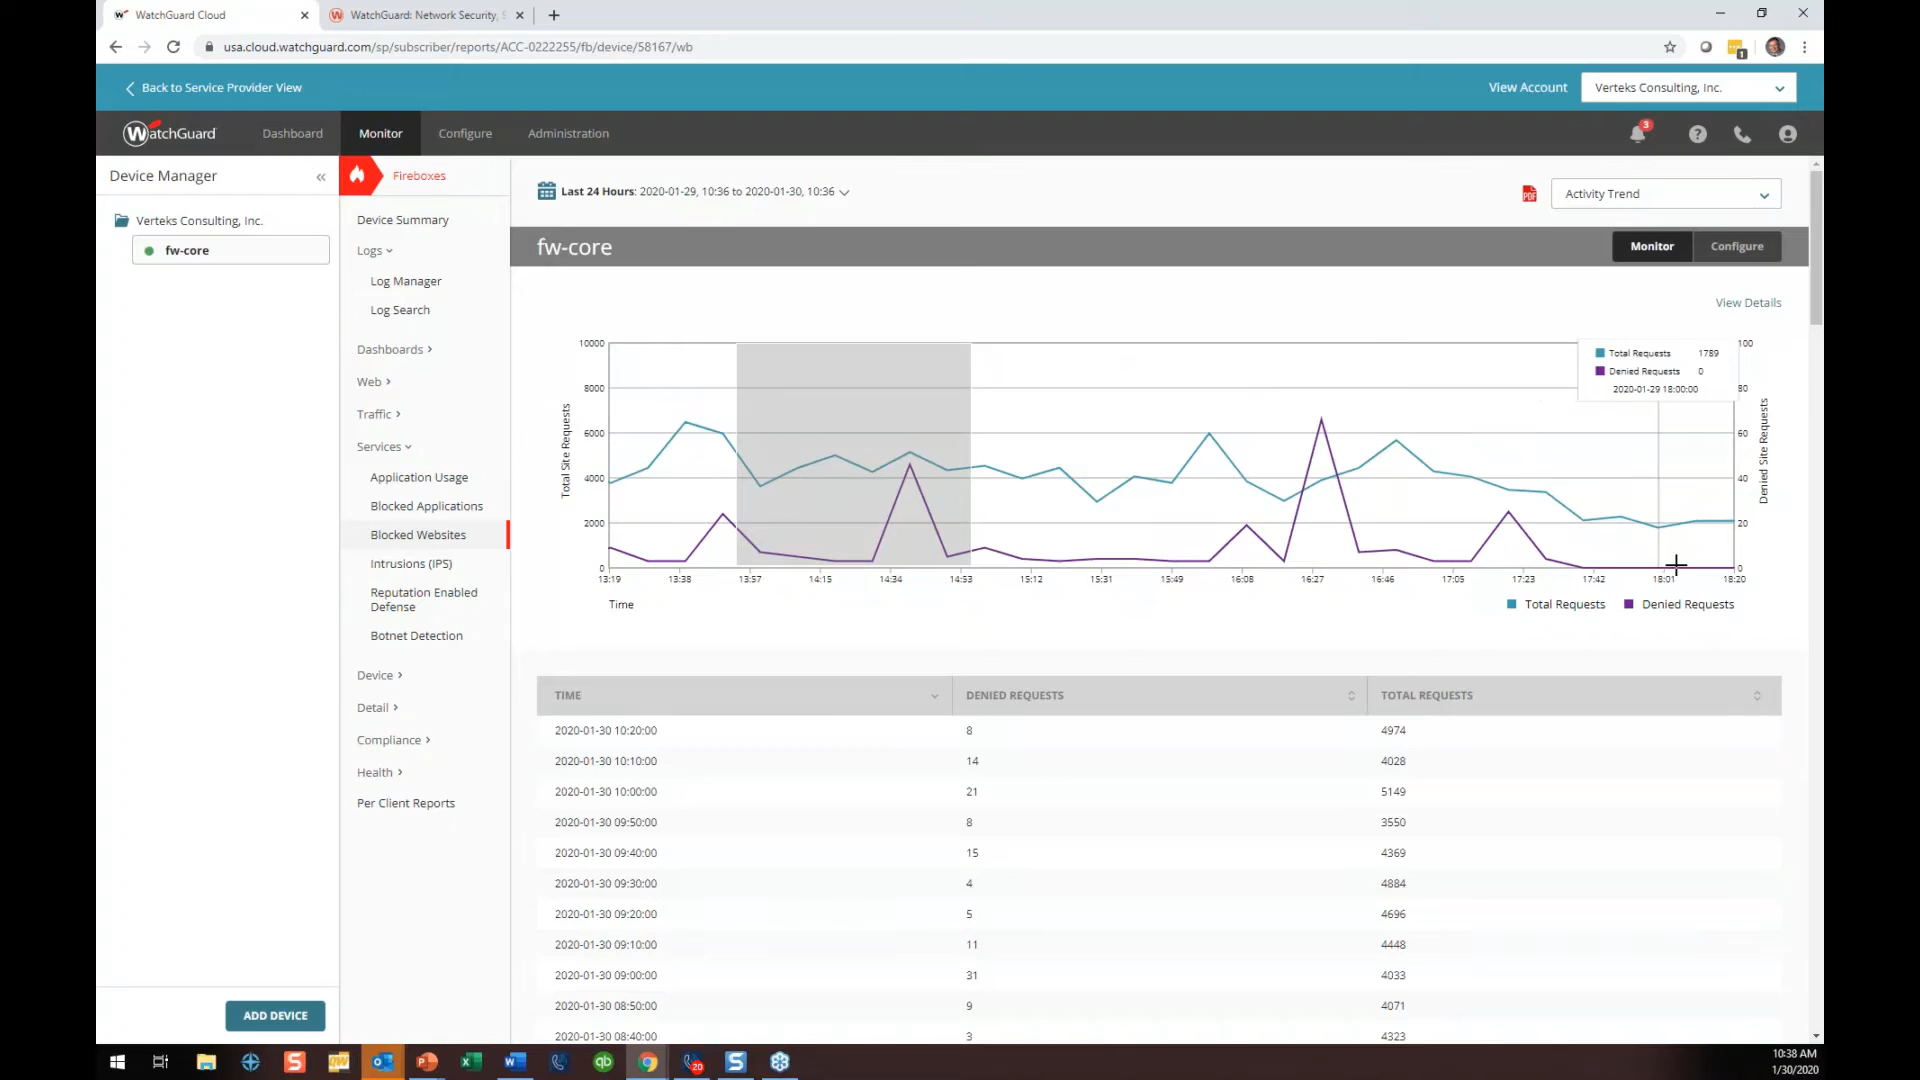 WatchGuard Cloud
WatchGuard: Network Security, S
usa.cloud.watchguard.com/sp/subscriber/reports/ACC-0222255/fb/device/58167/wb
1
Back to Service Provider View
View Account
Verteks Consulting, Inc.
WatchGuard
Dashboard
Monitor
Configure
Administration
3
Device Manager
Fireboxes
Verteks Consulting, Inc.
fw-core
Device Summary
Logs
Log Manager
Log Search
Dashboards
Web
Traffic
Services
Application Usage
Blocked Applications
Blocked Websites
Intrusions (IPS)
Reputation Enabled
Defense
Botnet Detection
Device
Detail
Compliance
Health
Per Client Reports
ADD DEVICE
Last 24 Hours: 2020-01-29, 10:36 to 2020-01-30, 10:36
PDF
Activity Trend
fw-core
Monitor
Configure
View Details
Total Site Requests
10000
8000
6000
4000
2000
0
100
80
60
40
20
0
Denied Site Requests
Total Requests 1789
Denied Requests 0
2020-01-29 18:00:00
13:19 13:38 13:57 14:15 14:34 14:53 15:12 15:31 15:49 16:08 16:27 16:46 17:05 17:23 17:42 18:01 18:20
Time
Total Requests Denied Requests
TIME DENIED REQUESTS TOTAL REQUESTS
2020-01-30 10:20:00 8 4974
2020-01-30 10:10:00 14 4028
2020-01-30 10:00:00 21 5149
2020-01-30 09:50:00 8 3550
2020-01-30 09:40:00 15 4369
2020-01-30 09:30:00 4 4884
2020-01-30 09:20:00 5 4696
2020-01-30 09:10:00 11 4448
2020-01-30 09:00:00 31 4033
2020-01-30 08:50:00 9 4071
2020-01-30 08:40:00 3 4323
20
10:38 AM
1/30/2020